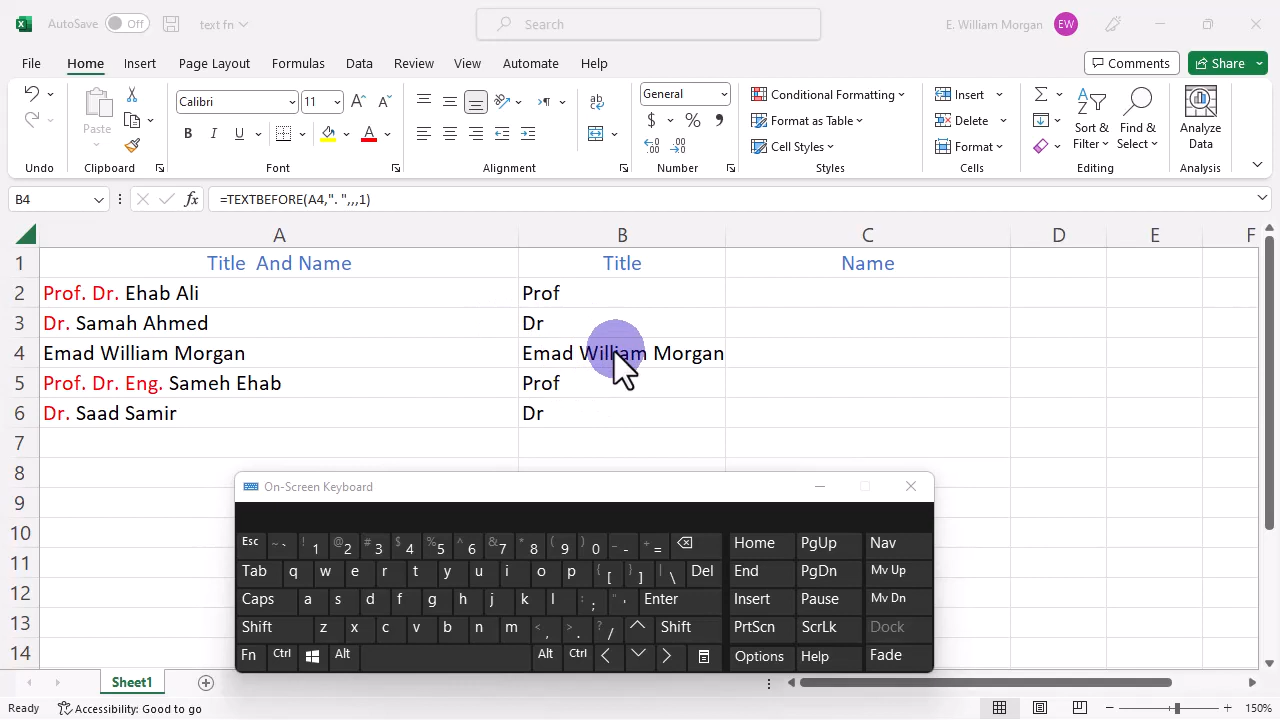 AutoSave Off text fn Search E. William Morgan EW
File Home Insert Page Layout Formulas Data Review View Automate Help Comments Share
Paste Calibri 11 General Conditional Formatting Insert Sort & Filter Find & Select Analyze Data
B I U A $ % Format as Table Delete
Cell Styles Format
Undo Clipboard Font Alignment Number Styles Cells Editing Analysis
B4 fx =TEXTBEFORE(A4,". ",,,1)
A B C D E F
1 Title And Name Title Name
2 Prof. Dr. Ehab Ali Prof
3 Dr. Samah Ahmed Dr
4 Emad William Morgan Emad William Morgan
5 Prof. Dr. Eng. Sameh Ehab Prof
6 Dr. Saad Samir Dr
7
8
9
10
11
12
13
14
On-Screen Keyboard
Esc ~ ` ! 1 @ 2 # 3 $ 4 % 5 ^ 6 & 7 * 8 ( 9 ) 0 _ - + = Home PgUp Nav
Tab q w e r t y u i o p { [ } ] | \ Del End PgDn Mv Up
Caps a s d f g h j k l : ; " ' Enter Insert Pause Mv Dn
Shift z x c v b n m < , > . ? / Shift PrtScn ScrLk Dock
Fn Ctrl Alt Alt Ctrl Options Help Fade
Sheet1
Ready Accessibility: Good to go 150%